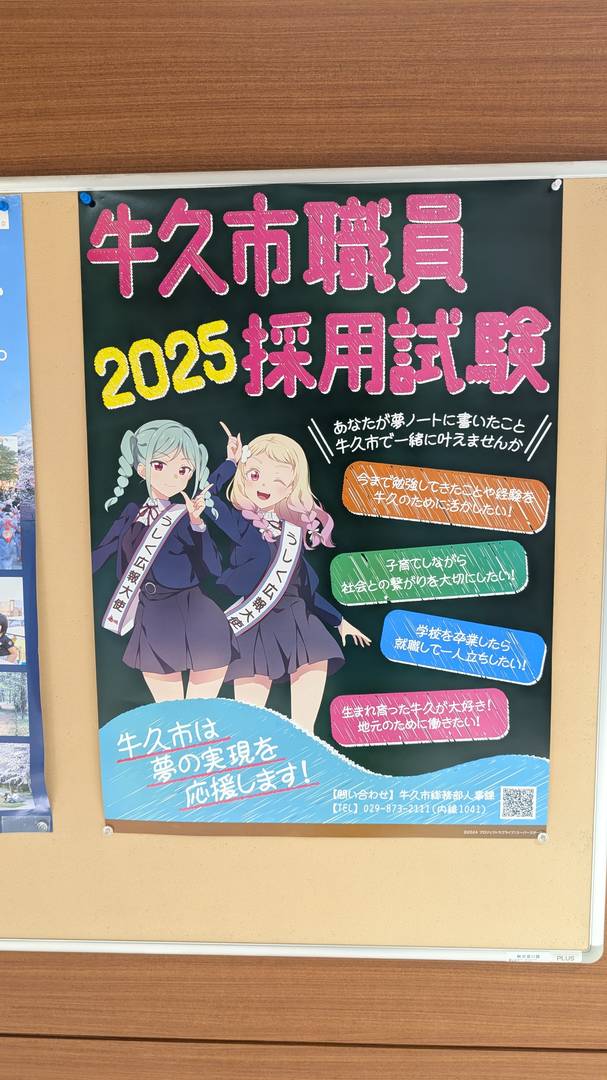 牛久市職員
2025採用試験
あなたが夢ノートに書いたこと
牛久市で一緒に叶えませんか
今まで勉強してきたことや経験を
牛久のために活かしたい!
子育てしながら
社会との繋がりを大切にしたい!
学校を卒業したら
就職して一人立ちしたい!
生まれ育った牛久が大好き!
地元のために働きたい!
うしく広報大使
うしく広報大使
牛久市は
夢の実現を
応援します!
【問い合わせ】牛久市総務部人事課
【TEL】029-873-2111(内線1041)
PLUS